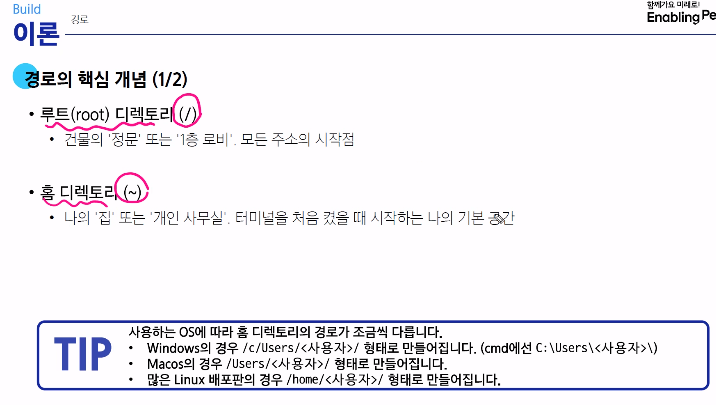 Build
이론
경로
함께가요 미래로!
Enabling Pe
경로의 핵심 개념 (1/2)
• 루트(root) 디렉토리 (/)
• 건물의 '정문' 또는 '1층 로비'. 모든 주소의 시작점
• 홈 디렉토리 (~)
• 나의 '집' 또는 '개인 사무실'. 터미널을 처음 켰을 때 시작하는 나의 기본 공간
TIP
사용하는 OS에 따라 홈 디렉토리의 경로가 조금씩 다릅니다.
• Windows의 경우 /c/Users/<사용자>/ 형태로 만들어집니다. (cmd에선 C:\Users\<사용자>\)
• Macos의 경우 /Users/<사용자>/ 형태로 만들어집니다.
• 많은 Linux 배포판의 경우 /home/<사용자>/ 형태로 만들어집니다.